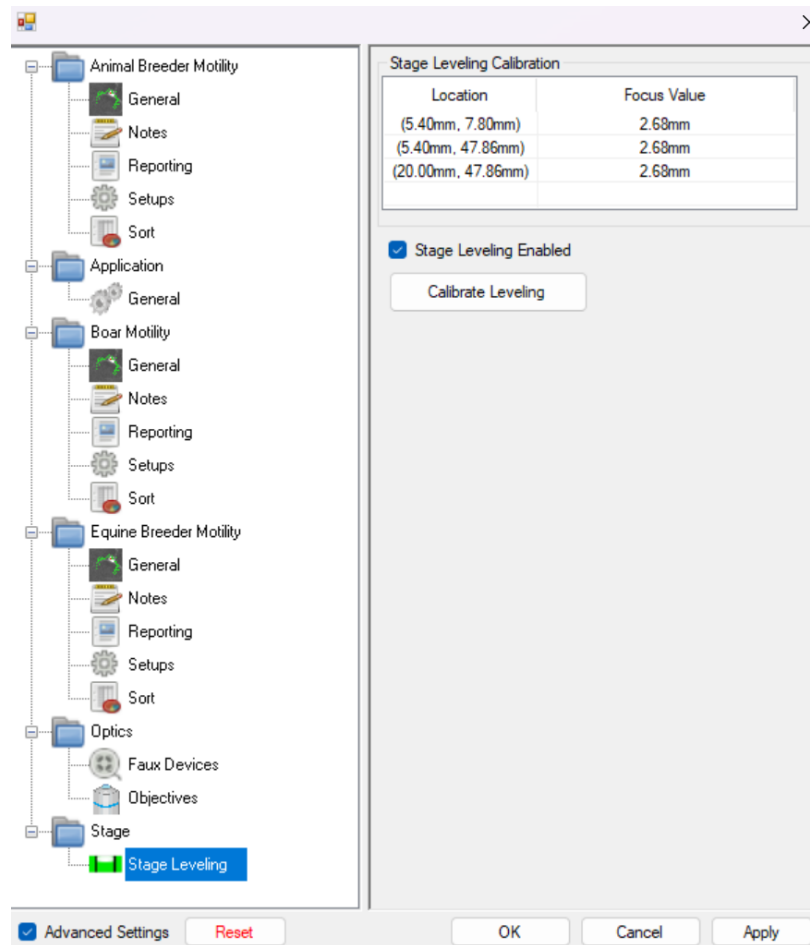 Animal Breeder Motility
General
Notes
Reporting
Setups
Sort
Application
General
Boar Motility
General
Notes
Reporting
Setups
Sort
Equine Breeder Motility
General
Notes
Reporting
Setups
Sort
Optics
Faux Devices
Objectives
Stage
Stage Leveling
Stage Leveling Calibration
Location Focus Value
(5.40mm, 7.80mm) 2.68mm
(5.40mm, 47.86mm) 2.68mm
(20.00mm, 47.86mm) 2.68mm
Stage Leveling Enabled
Calibrate Leveling
Advanced Settings Reset OK Cancel Apply